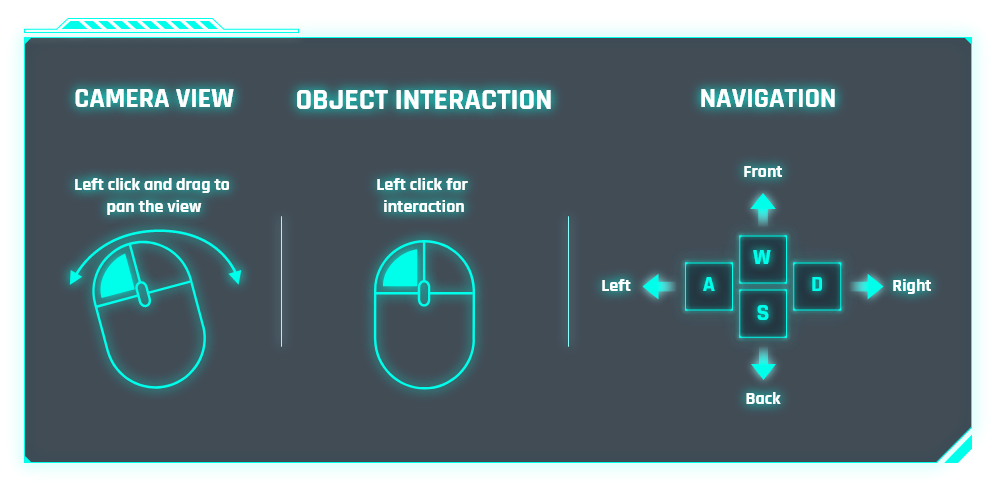 CAMERA VIEW
Left click and drag to
pan the view
OBJECT INTERACTION
Left click for
interaction
NAVIGATION
Front
W
Left
A
D
Right
S
Back